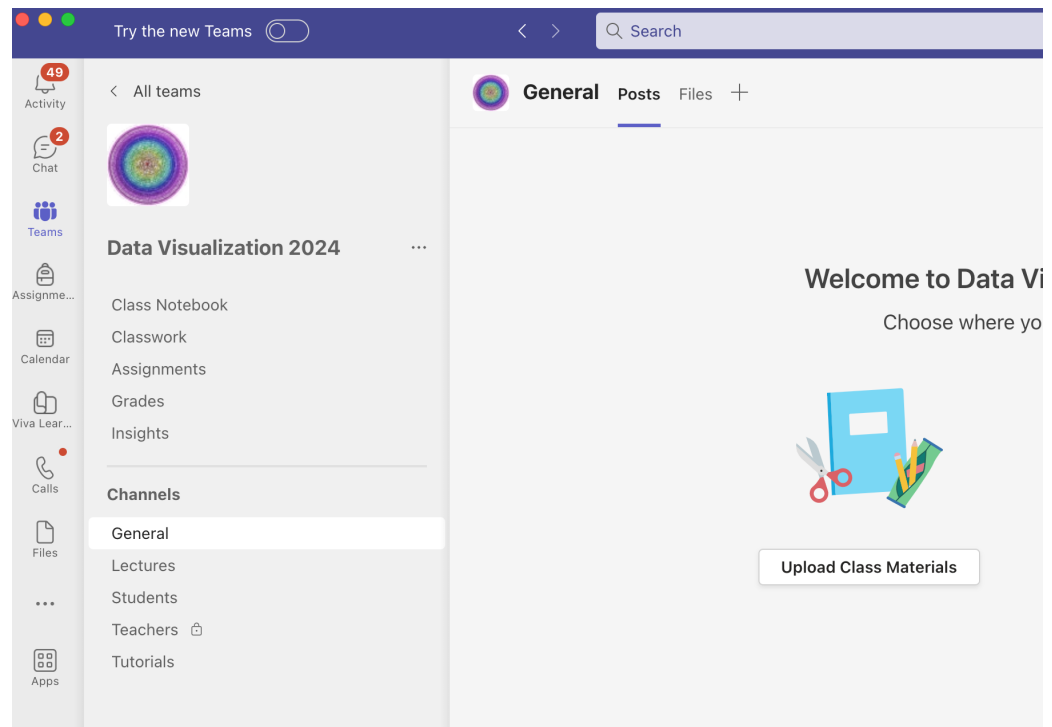 Try the new Teams
Search
49
Activity
2
Chat
Teams
Assignme...
Calendar
Viva Lear...
Calls
Files
Apps
All teams
Data Visualization 2024
Class Notebook
Classwork
Assignments
Grades
Insights
Channels
General
Lectures
Students
Teachers
Tutorials
General Posts Files
Welcome to Data Vi
Choose where yo
Upload Class Materials